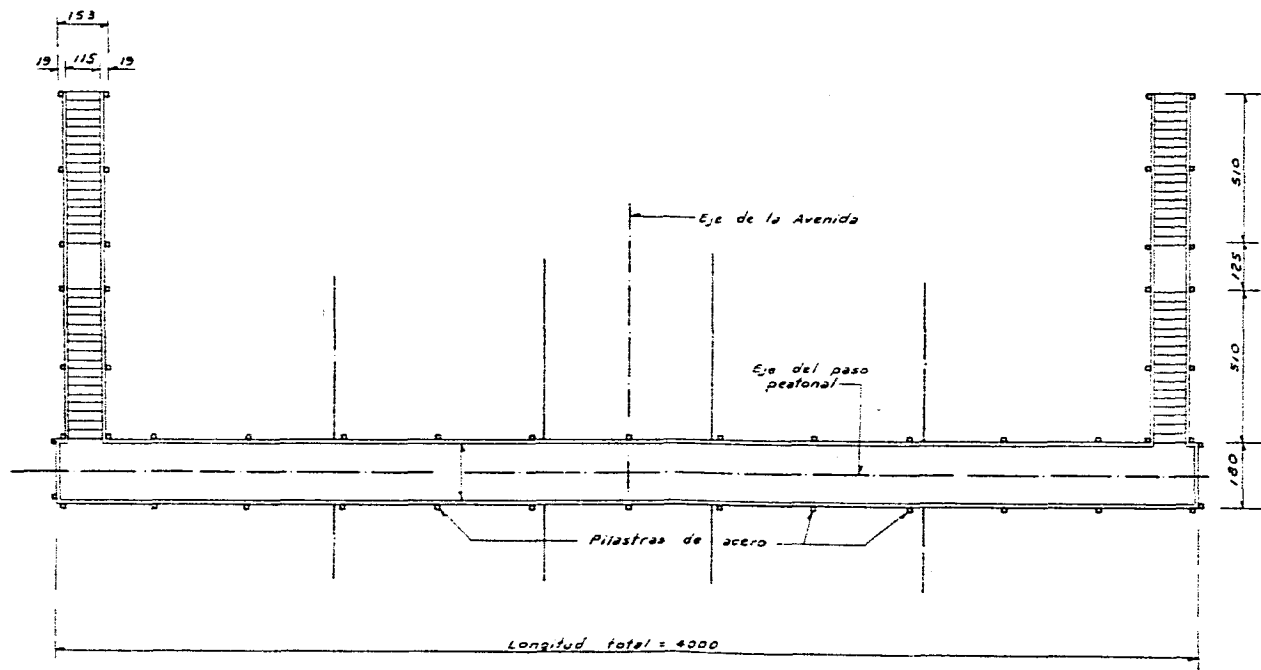 153
19 115 19
510
Eje de la Avenida
125
510
Eje del paso
peatonal
180
Pilastras de acero
Longitud total = 4000